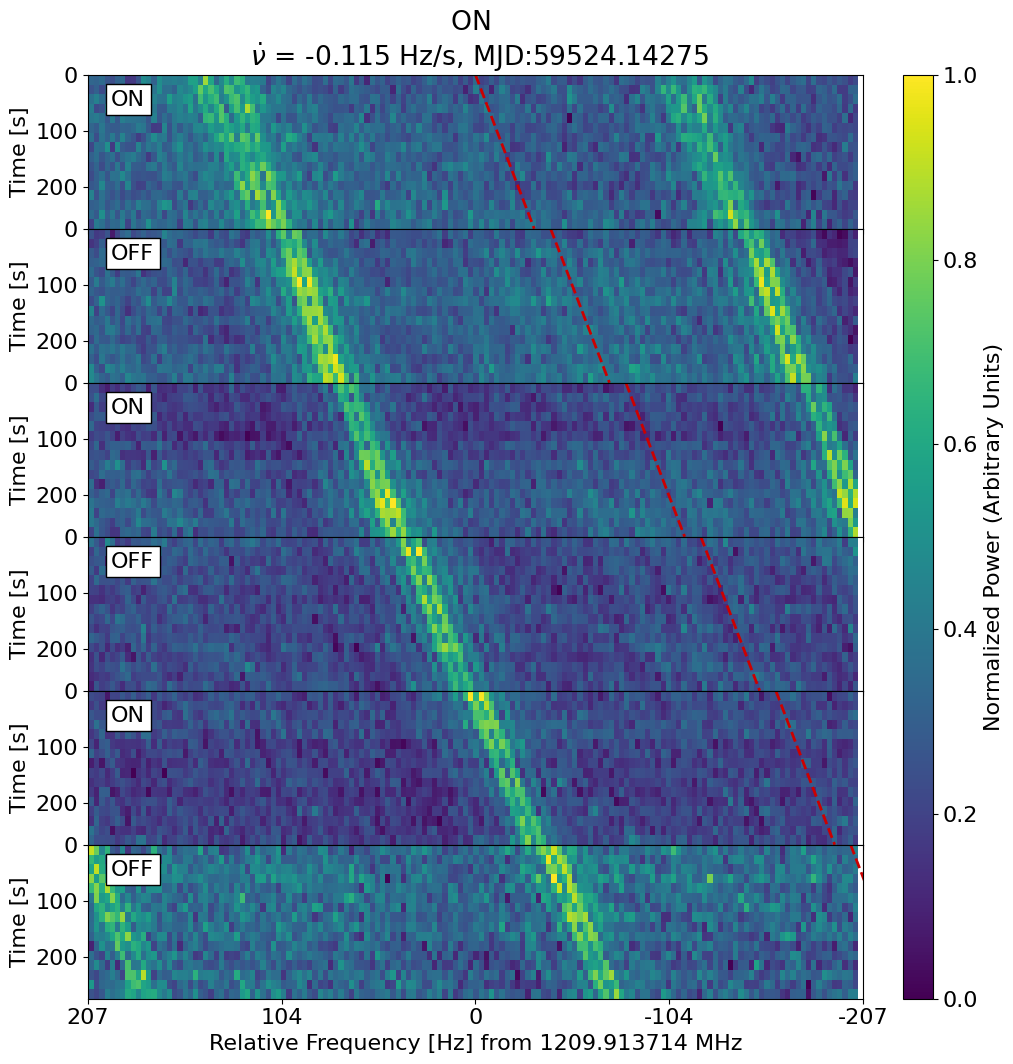 ON
ν̇ = -0.115 Hz/s, MJD:59524.14275
0
100
200
Time [s]
ON
0
100
200
Time [s]
OFF
0
100
200
Time [s]
ON
0
100
200
Time [s]
OFF
0
100
200
Time [s]
ON
0
100
200
Time [s]
OFF
207 104 0 -104 -207
Relative Frequency [Hz] from 1209.913714 MHz
1.0
0.8
0.6
0.4
0.2
0.0
Normalized Power (Arbitrary Units)